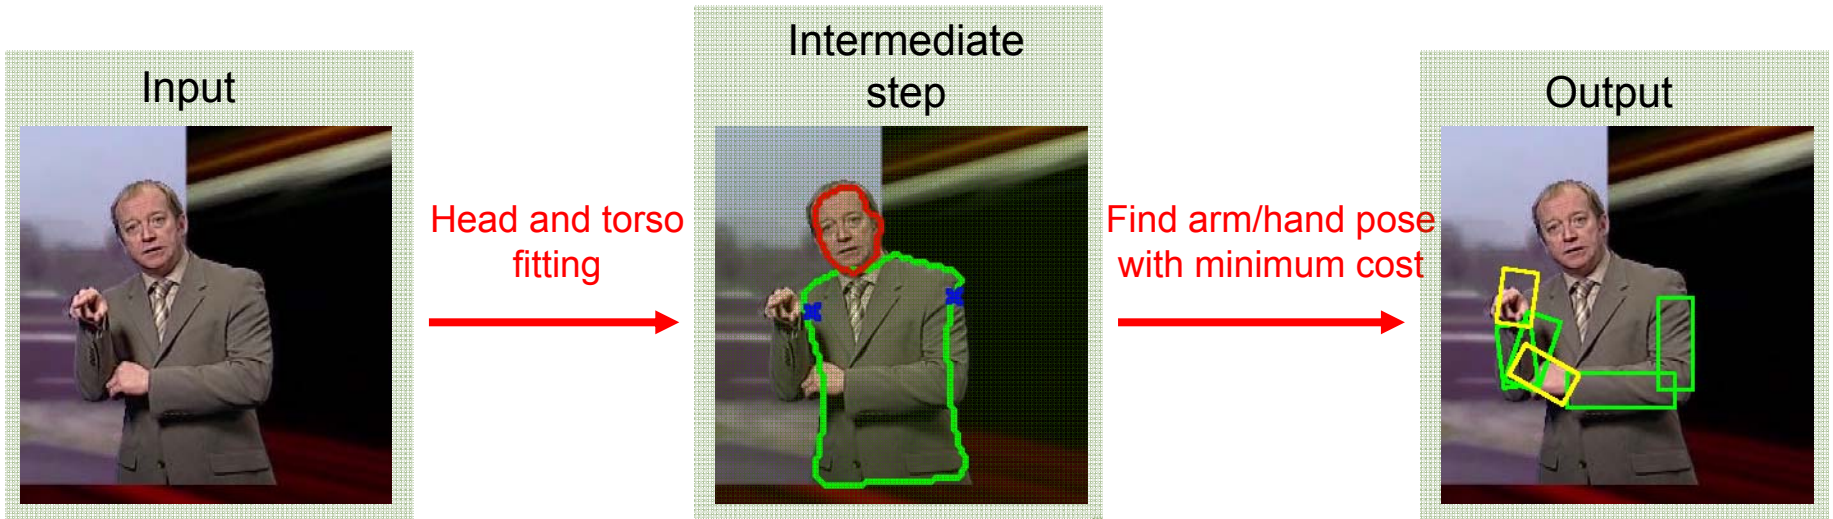 Input
Head and torso
fitting
Intermediate
step
Find arm/hand pose
with minimum cost
Output